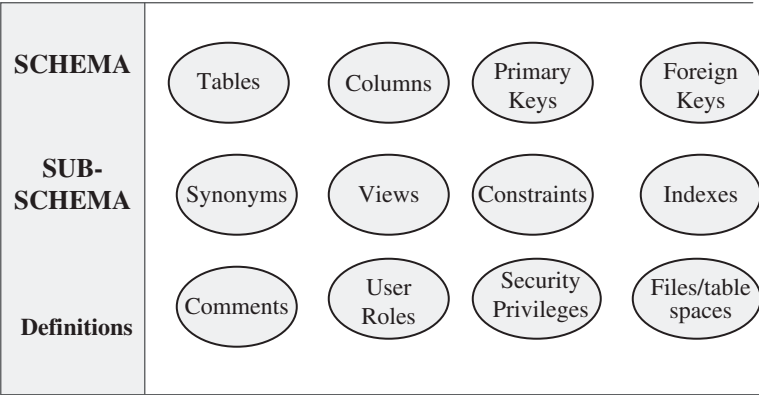 SCHEMA
Tables
Columns
Primary
Keys
Foreign
Keys
SUB-
SCHEMA
Synonyms
Views
Constraints
Indexes
Definitions
Comments
User
Roles
Security
Privileges
Files/table
spaces